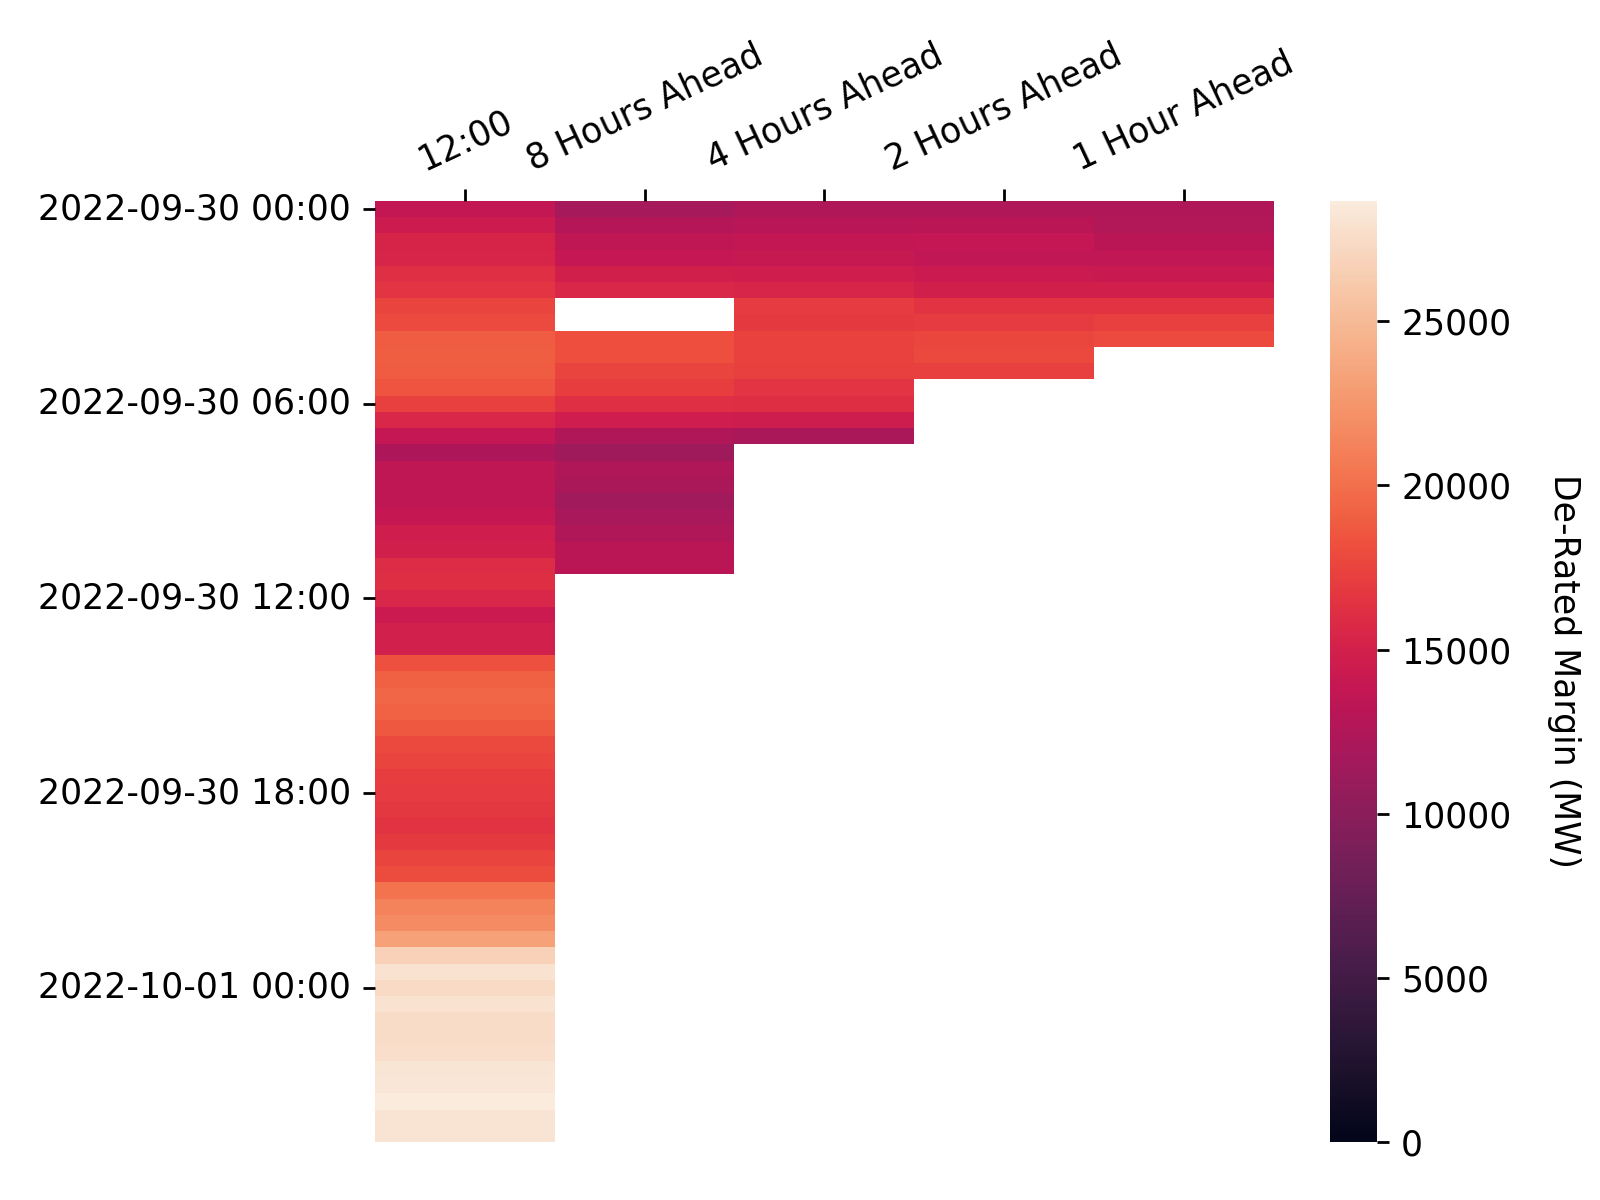 12:00
8 Hours Ahead
4 Hours Ahead
2 Hours Ahead
1 Hour Ahead
2022-09-30 00:00
2022-09-30 06:00
2022-09-30 12:00
2022-09-30 18:00
2022-10-01 00:00
25000
20000
15000
10000
5000
0
De-Rated Margin (MW)